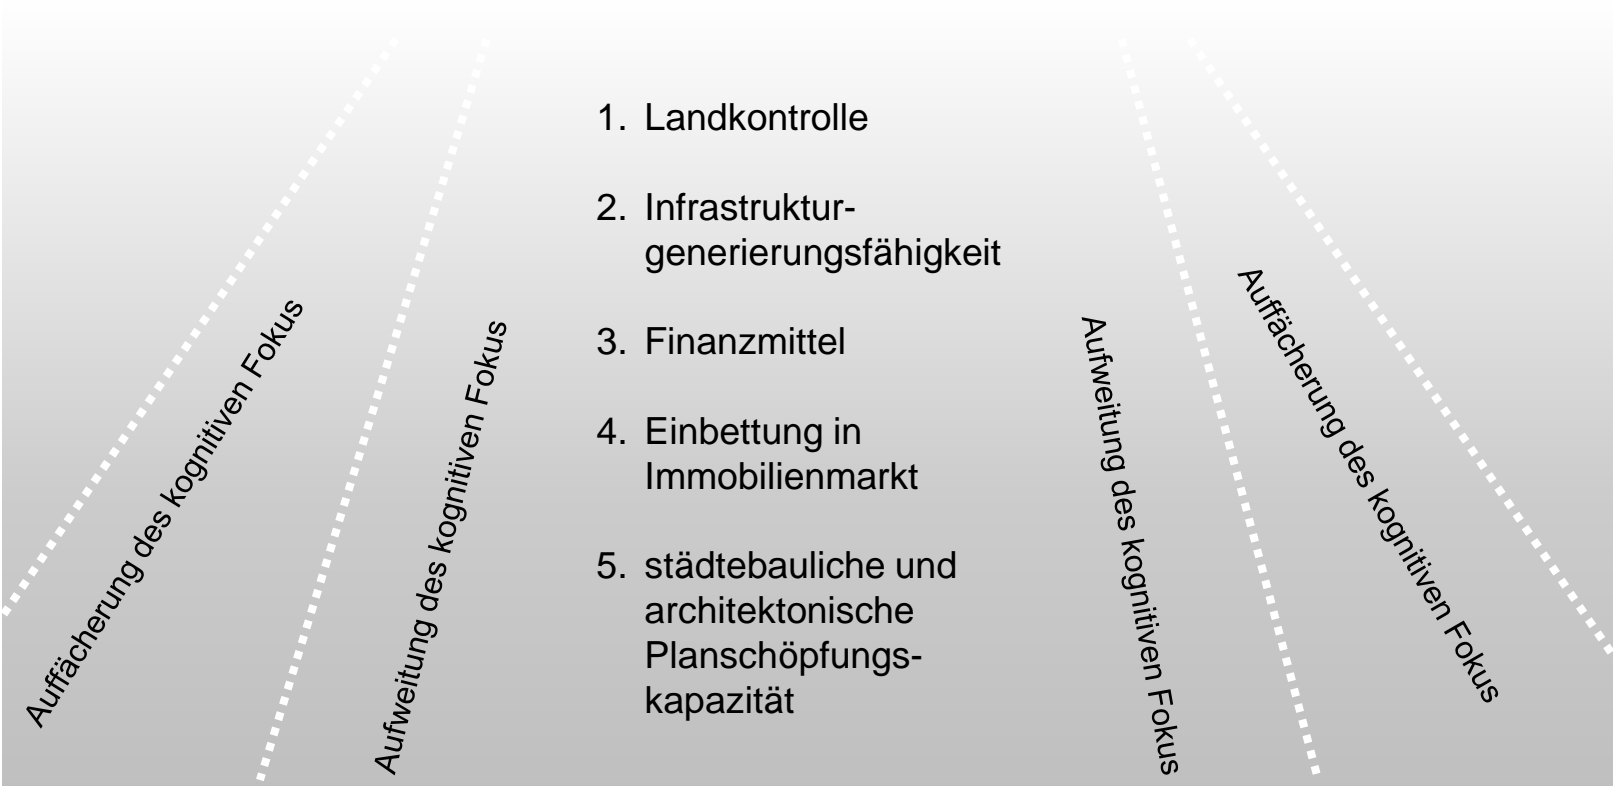 1. Landkontrolle
2. Infrastruktur-
generierungsfähigkeit
3. Finanzmittel
4. Einbettung in
Immobilienmarkt
5. städtebauliche und
architektonische
Planschöpfungs-
kapazität
Auffächerung des kognitiven Fokus
Aufweitung des kognitiven Fokus
Aufweitung des kognitiven Fokus
Auffächerung des kognitiven Fokus